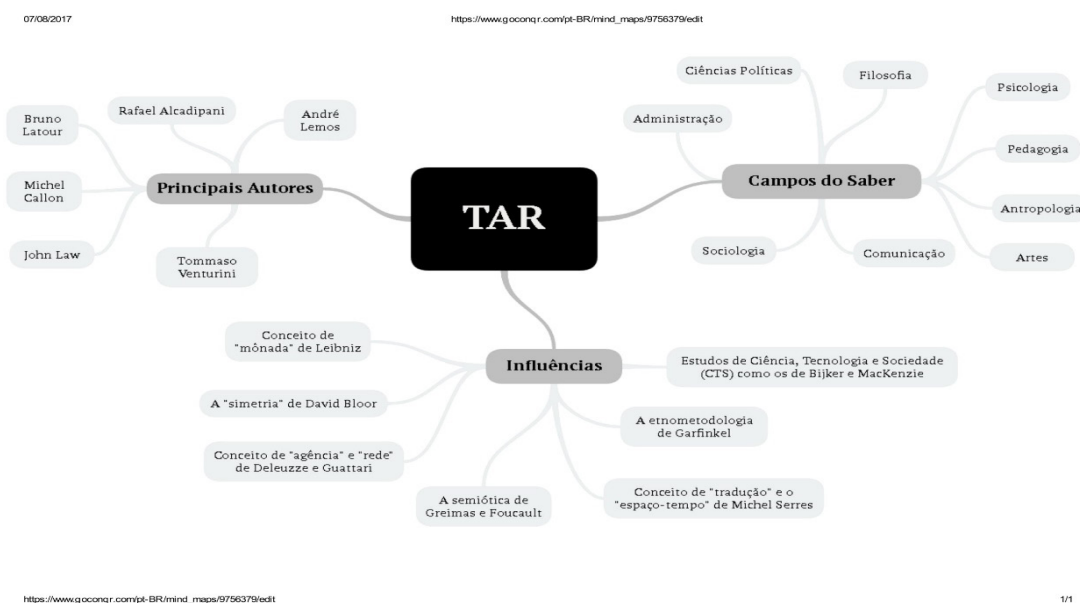 07/08/2017
https://www.goconqr.com/pt-BR/mind_maps/9756379/edit
TAR
Principais Autores
Rafael Alcadipani
André
Lemos
Bruno
Latour
Michel
Callon
John Law
Tommaso
Venturini
Campos do Saber
Ciências Políticas
Filosofia
Administração
Psicologia
Pedagogia
Antropologia
Artes
Comunicação
Sociologia
Influências
Conceito de
"mônada" de Leibniz
A "simetria" de David Bloor
Conceito de "agência" e "rede"
de Deleuzze e Guattari
A semiótica de
Greimas e Foucault
Estudos de Ciência, Tecnologia e Sociedade
(CTS) como os de Bijker e MacKenzie
A etnometodologia
de Garfinkel
Conceito de "tradução" e o
"espaço-tempo" de Michel Serres
https://www.goconqr.com/pt-BR/mind_maps/9756379/edit
1/1